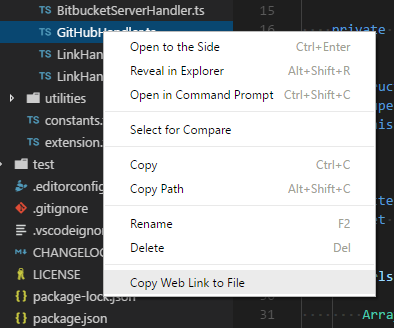 BitbucketServerHandler.ts
15
TS GitHubHandler.ts
16 private
TS LinkHan
TS LinkHan
utilities
TS constants.
TS extension.
test
.editorconfig
.gitignore
.vscodeignor
CHANGELOG
LICENSE
package-lock.json
package.json
Open to the Side Ctrl+Enter
Reveal in Explorer Alt+Shift+R
Open in Command Prompt Ctrl+Shift+C
Select for Compare
Copy Ctrl+C
Copy Path Alt+Shift+C
Rename F2
Delete Del
Copy Web Link to File
30
31 Arra